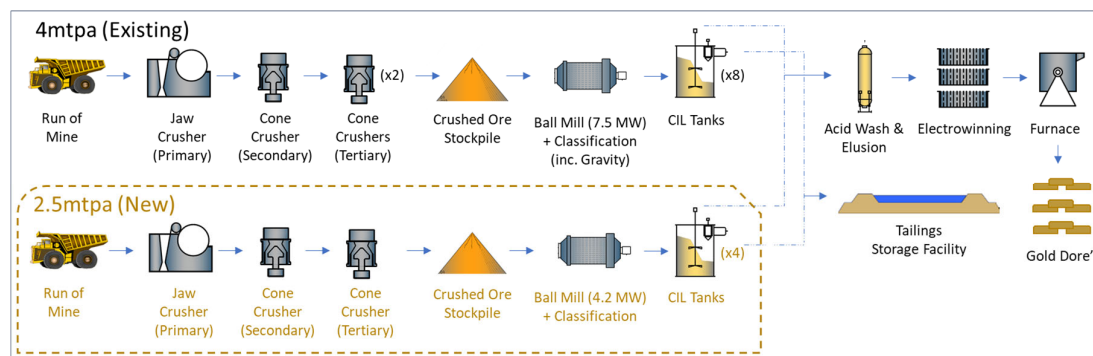 4mtpa (Existing)
(x2)
(x8)
Run of
Mine
Jaw
Crusher
(Primary)
Cone
Crusher
(Secondary)
Cone
Crushers
(Tertiary)
Crushed Ore
Stockpile
Ball Mill (7.5 MW)
+ Classification
(inc. Gravity)
CIL Tanks
Acid Wash &
Elusion
Electrowinning
Furnace
Tailings
Storage Facility
Gold Dore'
2.5mtpa (New)
(x4)
Run of
Mine
Jaw
Crusher
(Primary)
Cone
Crusher
(Secondary)
Cone
Crusher
(Tertiary)
Crushed Ore
Stockpile
Ball Mill (4.2 MW)
+ Classification
CIL Tanks